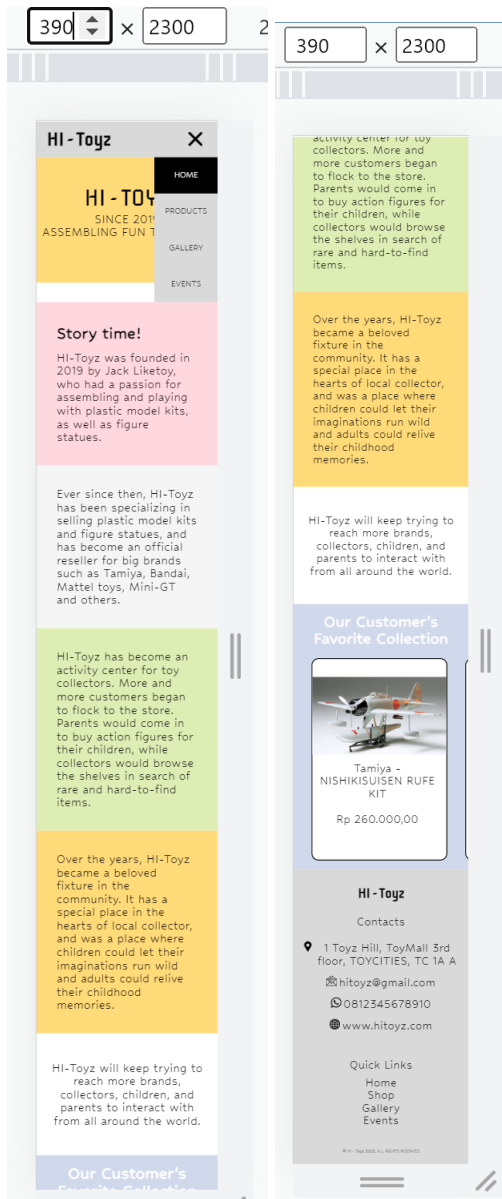 390 × 2300 2
HI-Toyz ✕
HOME
PRODUCTS
GALLERY
EVENTS
HI - TOY
SINCE 201
ASSEMBLING FUN T
Story time!
HI-Toyz was founded in
2019 by Jack Liketoy,
who had a passion for
assembling and playing
with plastic model kits,
as well as figure
statues.
Ever since then, HI-Toyz
has been specializing in
selling plastic model kits
and figure statues, and
has become an official
reseller for big brands
such as Tamiya, Bandai,
Mattel toys, Mini-GT
and others.
HI-Toyz has become an
activity center for toy
collectors. More and
more customers began
to flock to the store.
Parents would come in
to buy action figures for
their children, while
collectors would browse
the shelves in search of
rare and hard-to-find
items.
Over the years, HI-Toyz
became a beloved
fixture in the
community. It has a
special place in the
hearts of local collector,
and was a place where
children could let their
imaginations run wild
and adults could relive
their childhood
memories.
HI-Toyz will keep trying to
reach more brands,
collectors, children, and
parents to interact with
from all around the world.
Our Customer's
Favorite Collection
390 × 2300
activity center for toy
collectors. More and
more customers began
to flock to the store.
Parents would come in
to buy action figures for
their children, while
collectors would browse
the shelves in search of
rare and hard-to-find
items.
Over the years, HI-Toyz
became a beloved
fixture in the
community. It has a
special place in the
hearts of local collector,
and was a place where
children could let their
imaginations run wild
and adults could relive
their childhood
memories.
HI-Toyz will keep trying to
reach more brands,
collectors, children, and
parents to interact with
from all around the world.
Our Customer's
Favorite Collection
Tamiya -
NISHIKISUISEN RUFE
KIT
Rp 260.000,00
HI-Toyz
Contacts
1 Toyz Hill, ToyMall 3rd
floor, TOYCITIES, TC 1A A
hitoyz@gmail.com
0812345678910
www.hitoyz.com
Quick Links
Home
Shop
Gallery
Events
© HI - Toyz 2023. ALL RIGHTS RESERVED